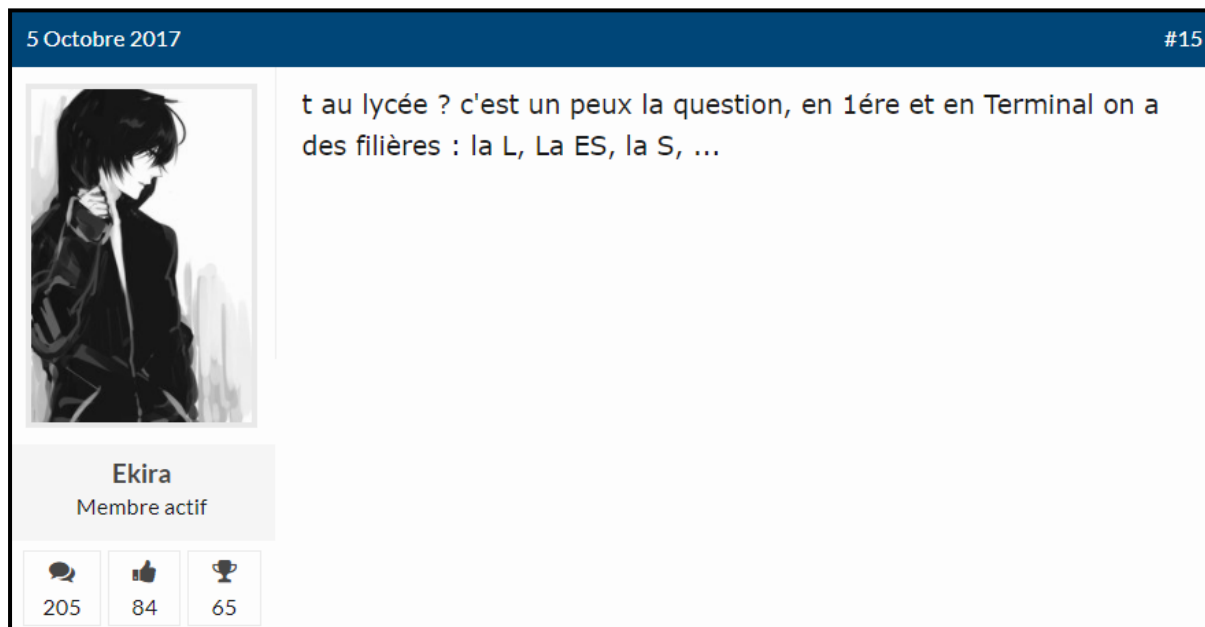 5 Octobre 2017 #15
t au lycée ? c'est un peux la question, en 1ére et en Terminal on a
des filières : la L, La ES, la S, ...
Ekira
Membre actif
205 84 65